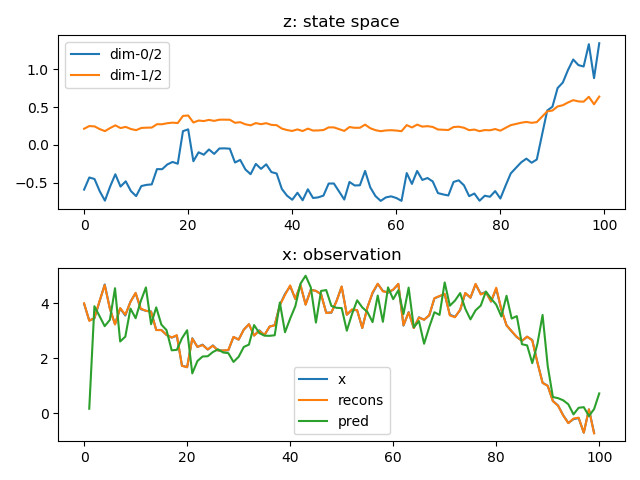 z: state space
dim-0/2
dim-1/2
1.0
0.5
0.0
−0.5
0 20 40 60 80 100
x: observation
4
2
0
x
recons
pred
0 20 40 60 80 100